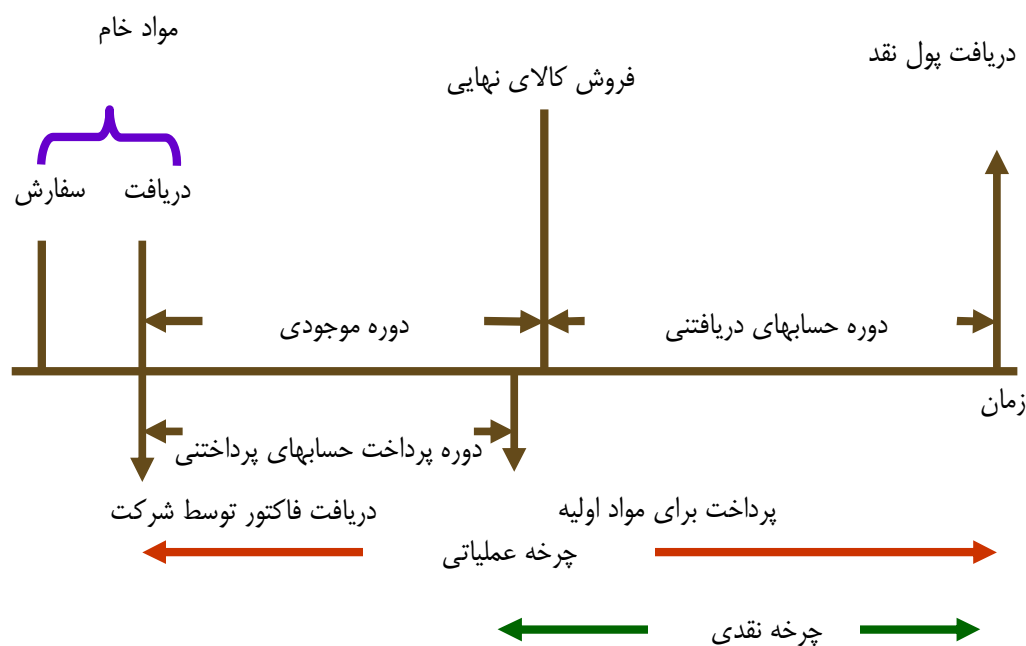 مواد خام
دریافت پول نقد
فروش کالای نهایی
دریافت
سفارش
دوره حسابهای دریافتنی
دوره موجودی
زمان
دوره پرداخت حسابهای پرداختنی
پرداخت برای مواد اولیه
دریافت فاکتور توسط شرکت
چرخه عملیاتی
چرخه نقدی